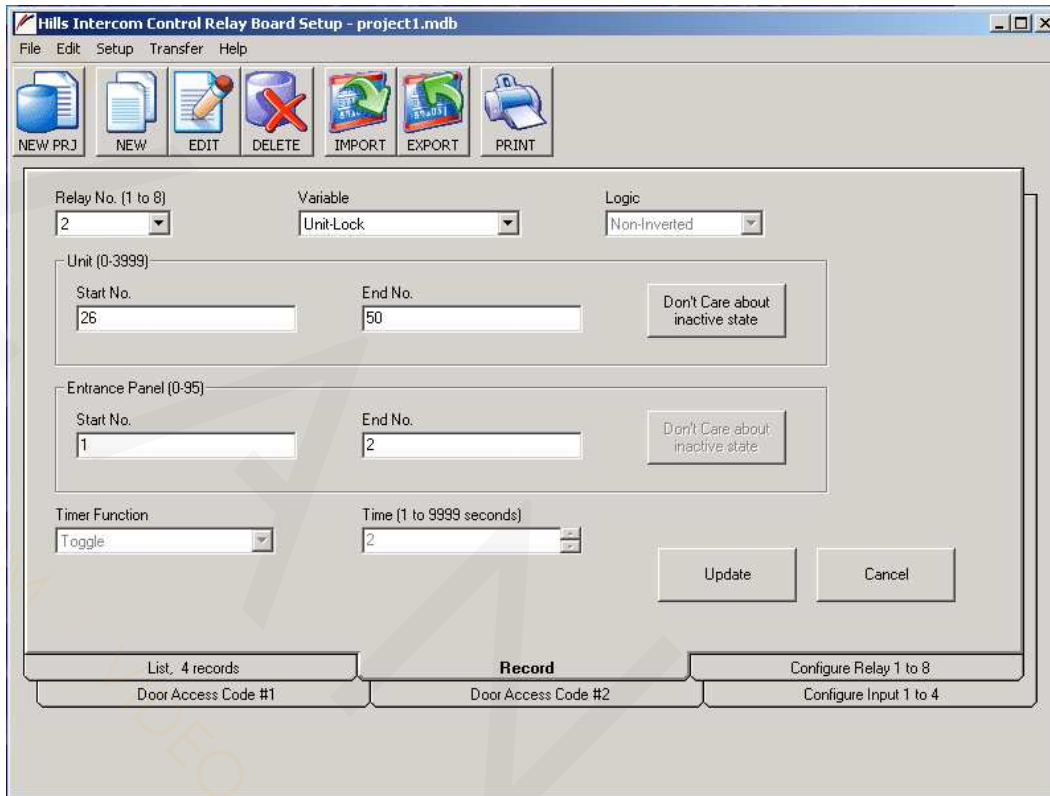 Hills Intercom Control Relay Board Setup - project1.mdb
File Edit Setup Transfer Help
NEW PRJ NEW EDIT DELETE IMPORT EXPORT PRINT
Relay No. (1 to 8) Variable Logic
2 Unit-Lock Non-Inverted
Unit (0-3999)
Start No. End No.
26 50
Don't Care about
inactive state
Entrance Panel (0-95)
Start No. End No.
1 2
Don't Care about
inactive state
Timer Function Time (1 to 9999 seconds)
Toggle 2
Update Cancel
List, 4 records Record Configure Relay 1 to 8
Door Access Code #1 Door Access Code #2 Configure Input 1 to 4